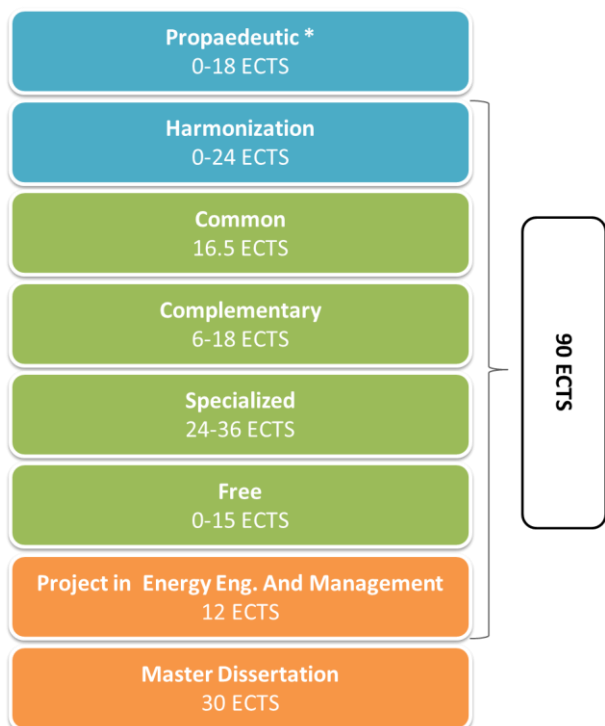 Propaedeutic *
0-18 ECTS
Harmonization
0-24 ECTS
Common
16.5 ECTS
Complementary
6-18 ECTS
Specialized
24-36 ECTS
Free
0-15 ECTS
Project in Energy Eng. And Management
12 ECTS
Master Dissertation
30 ECTS
90 ECTS